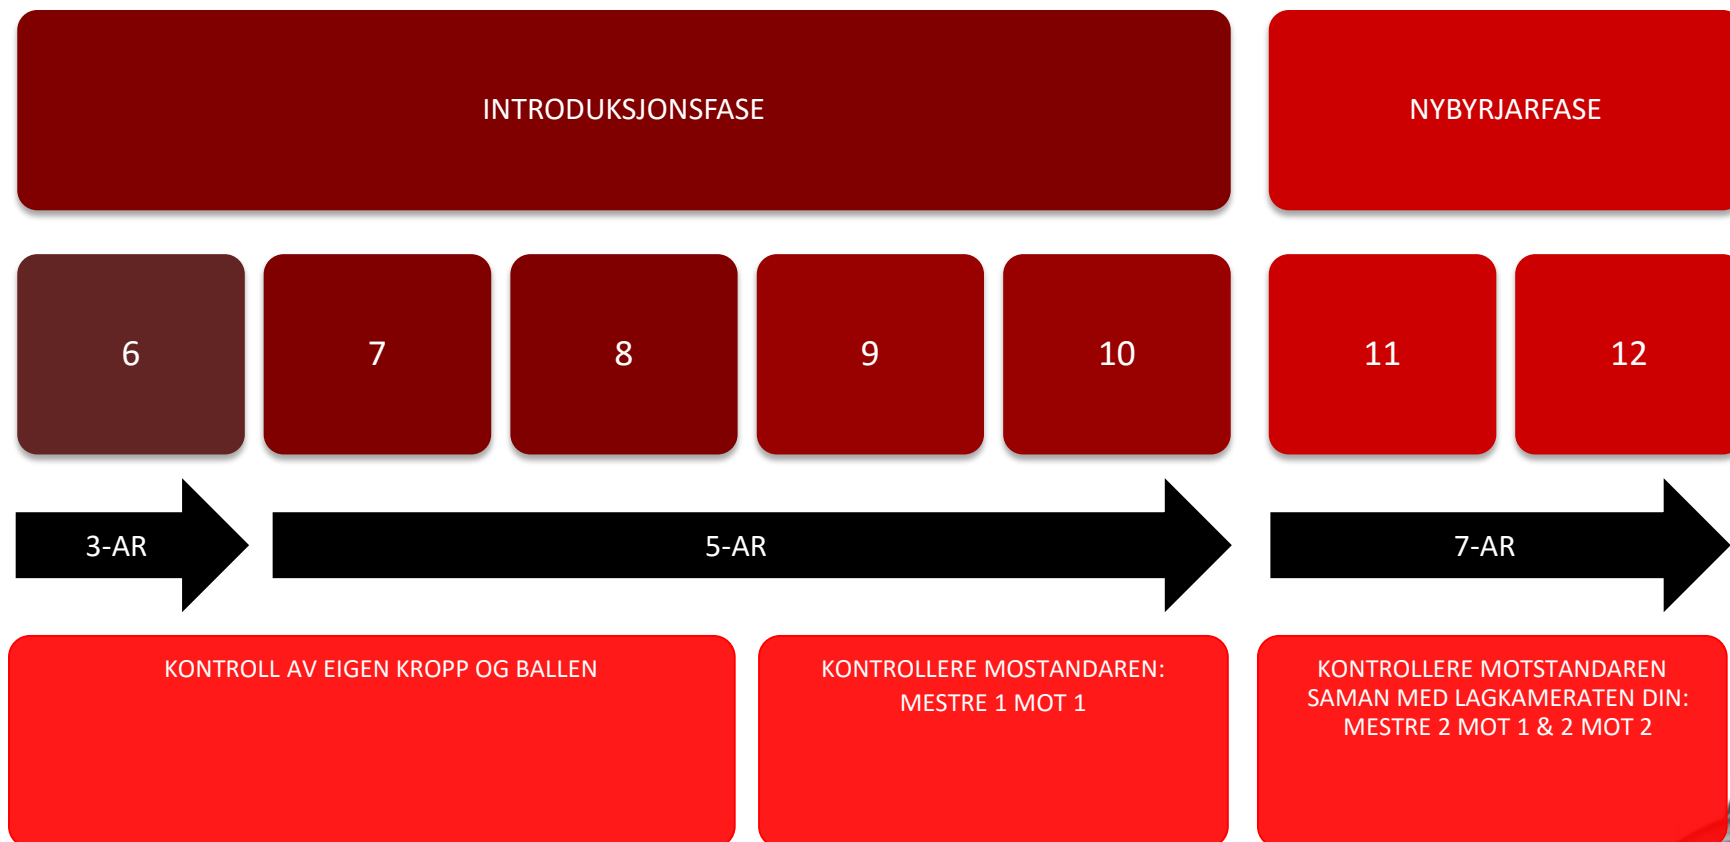 INTRODUKSJONSFASE
NYBYRJARFASE
6
7
8
9
10
11
12
3-AR
5-AR
7-AR
KONTROLL AV EIGEN KROPP OG BALLEN
KONTROLLERE MOSTANDAREN:
MESTRE 1 MOT 1
KONTROLLERE MOTSTANDAREN
SAMAN MED LAGKAMERATEN DIN:
MESTRE 2 MOT 1 & 2 MOT 2